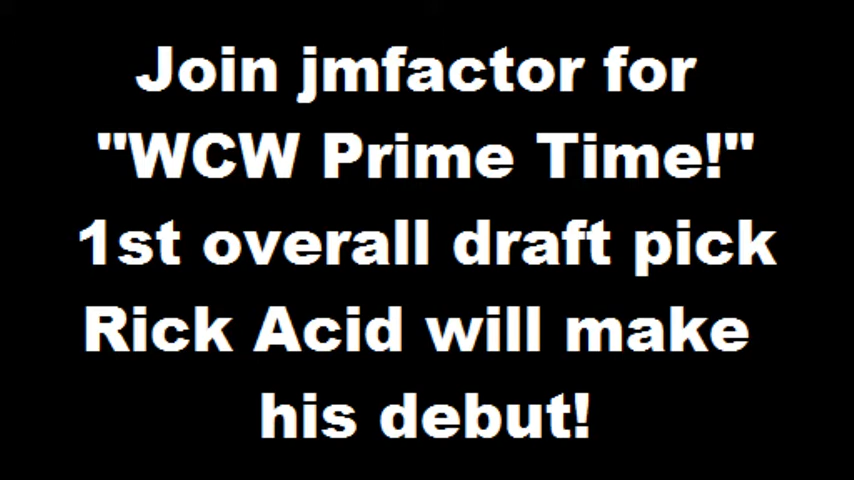 Join jmfactor for
"WCW Prime Time!"
1st overall draft pick
Rick Acid will make
his debut!